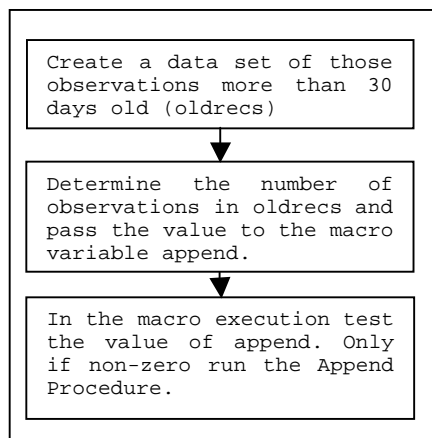 Create a data set of those
observations more than 30
days old (oldrecs)
Determine the number of
observations in oldrecs and
pass the value to the macro
variable append.
In the macro execution test
the value of append. Only
if non-zero run the Append
Procedure.